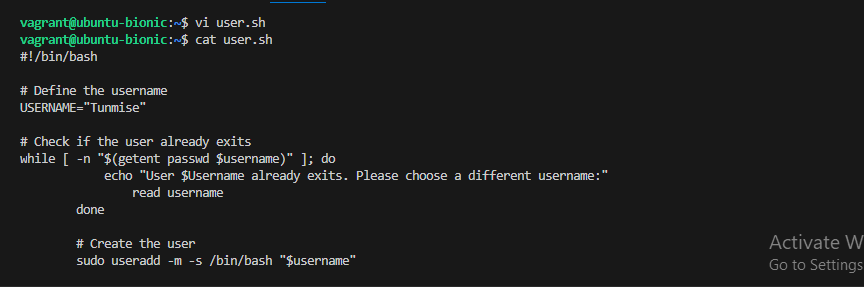 vagrant@ubuntu-bionic:~$ vi user.sh
vagrant@ubuntu-bionic:~$ cat user.sh
#!/bin/bash
# Define the username
USERNAME="Tunmise"
# Check if the user already exits
while [ -n "$(getent passwd $username)" ]; do
echo "User $Username already exits. Please choose a different username:"
read username
done
# Create the user
sudo useradd -m -s /bin/bash "$username"
Activate W
Go to Settings